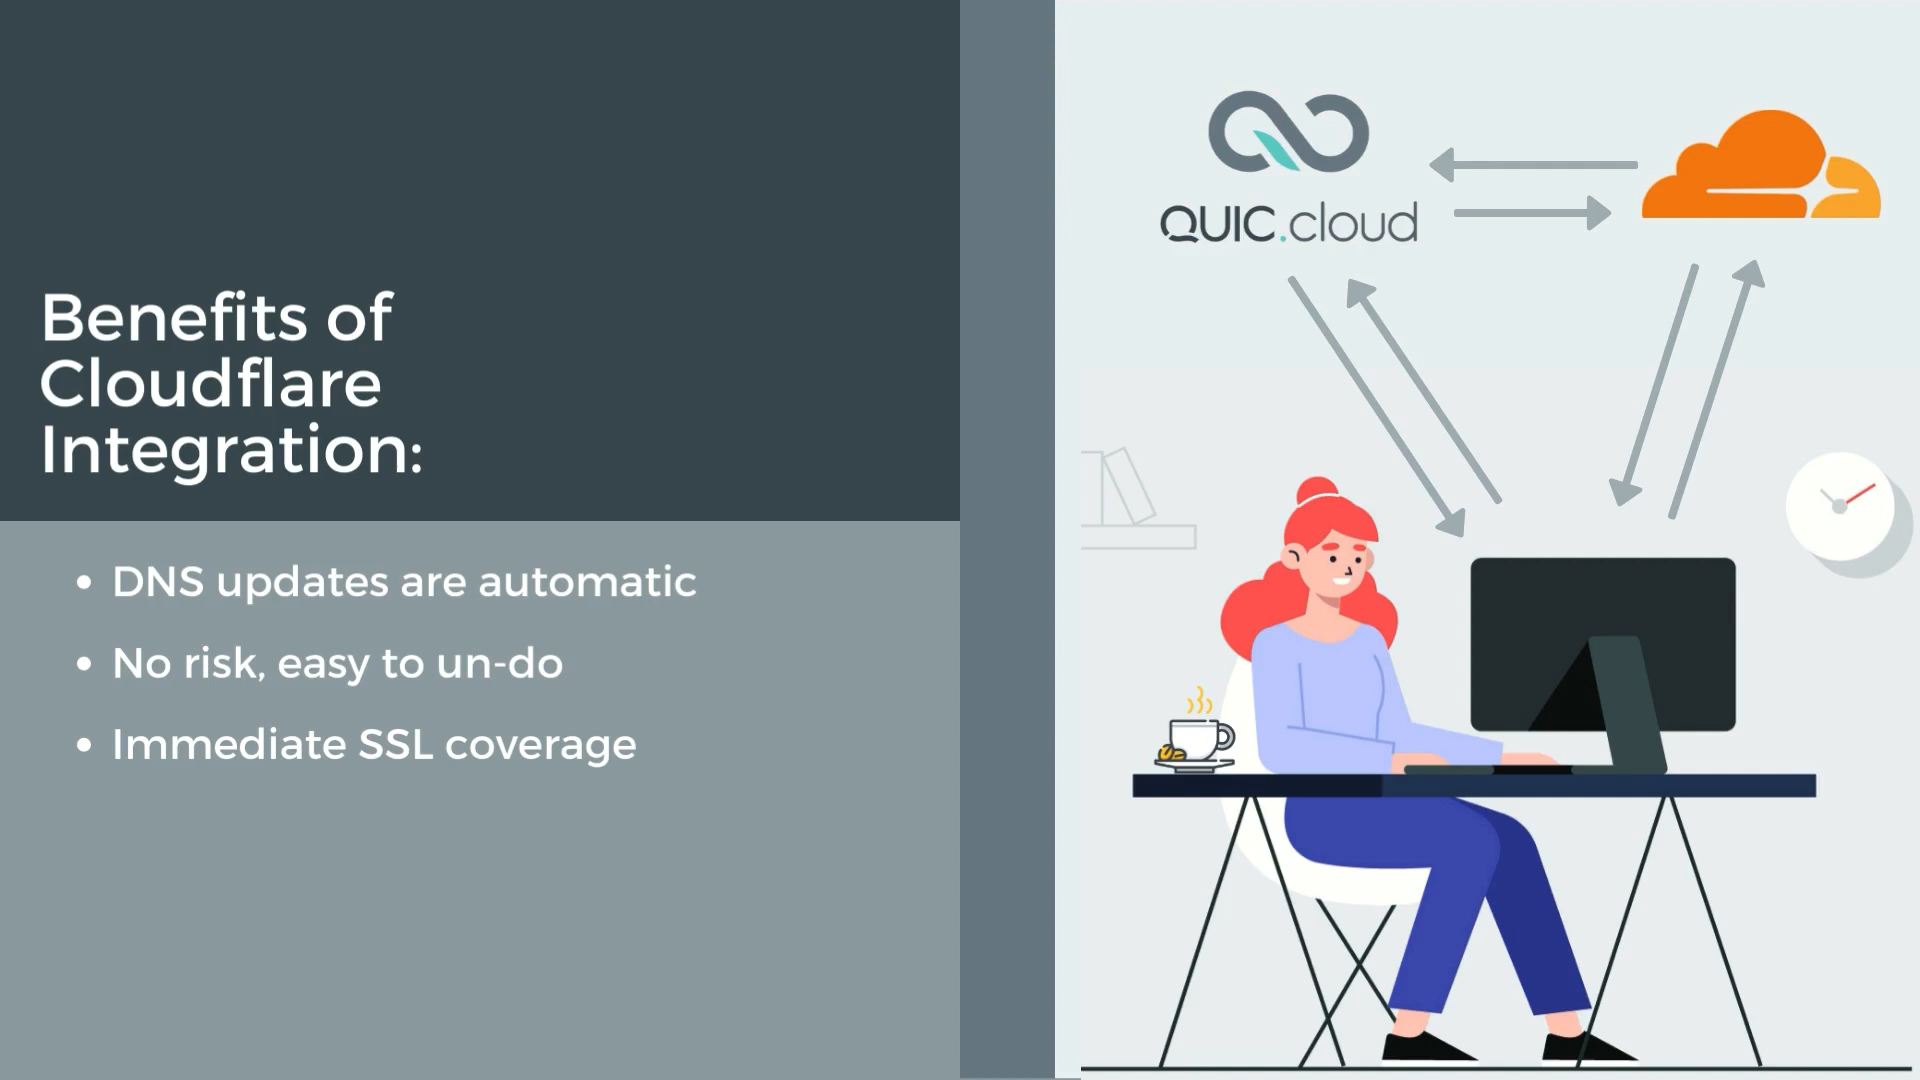 Benefits of
Cloudflare
Integration:
• DNS updates are automatic
• No risk, easy to un-do
• Immediate SSL coverage
QUIC.cloud